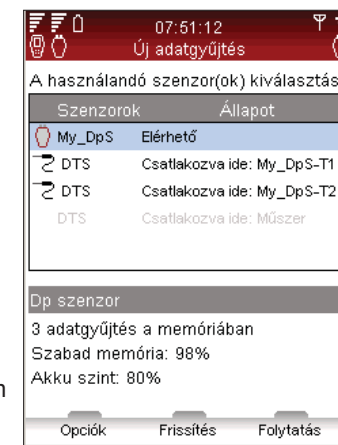 07:51:12
Új adatgyűjtés
A használandó szenzor(ok) kiválasztás
Szenzorok Állapot
My_DpS Elérhető
DTS Csatlakozva ide: My_DpS-T1
DTS Csatlakozva ide: My_DpS-T2
DTS Csatlakozva ide: Műszer
Dp szenzor
3 adatgyűjtés a memóriában
Szabad memória: 98%
Akku szint: 80%
Opciók Frissítés Folytatás